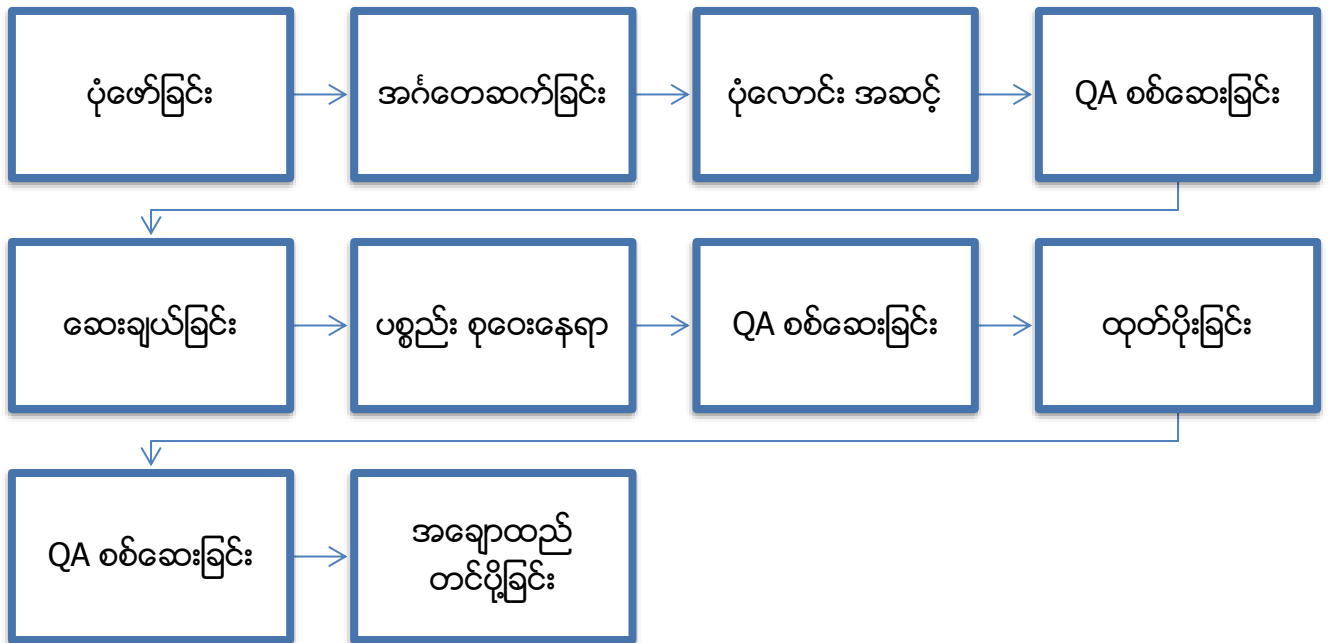 ပုံဖော်ခြင်း
အင်္ဂတေဆက်ခြင်း
ပုံလောင်း အဆင့်
QA စစ်ဆေးခြင်း
ဆေးချယ်ခြင်း
ပစ္စည်း စုဝေးနေရာ
QA စစ်ဆေးခြင်း
ထုတ်ပိုးခြင်း
QA စစ်ဆေးခြင်း
အချောထည်
တင်ပို့ခြင်း